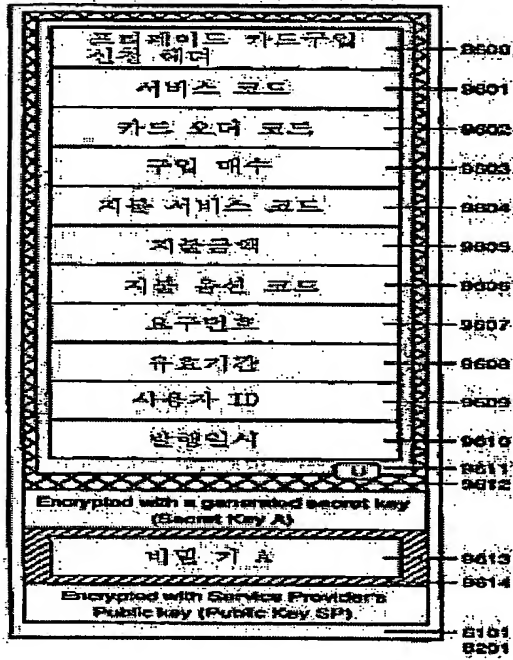 프리페이드 카드구입
신청 헤더
9600
서비스 코드
9601
카드 오더 코드
9602
구입 매수
9603
지불 서비스 코드
9604
지불금액
9605
지불 옵션 코드
9606
요구번호
9607
유효기간
9608
사용자 ID
9609
발행일시
9610
U
9611
9612
Encrypted with a generated secret key
(Secret Key A)
비밀 키 A
9613
9614
Encrypted with Service Provider's
Public key (Public Key SP)
9101
9201